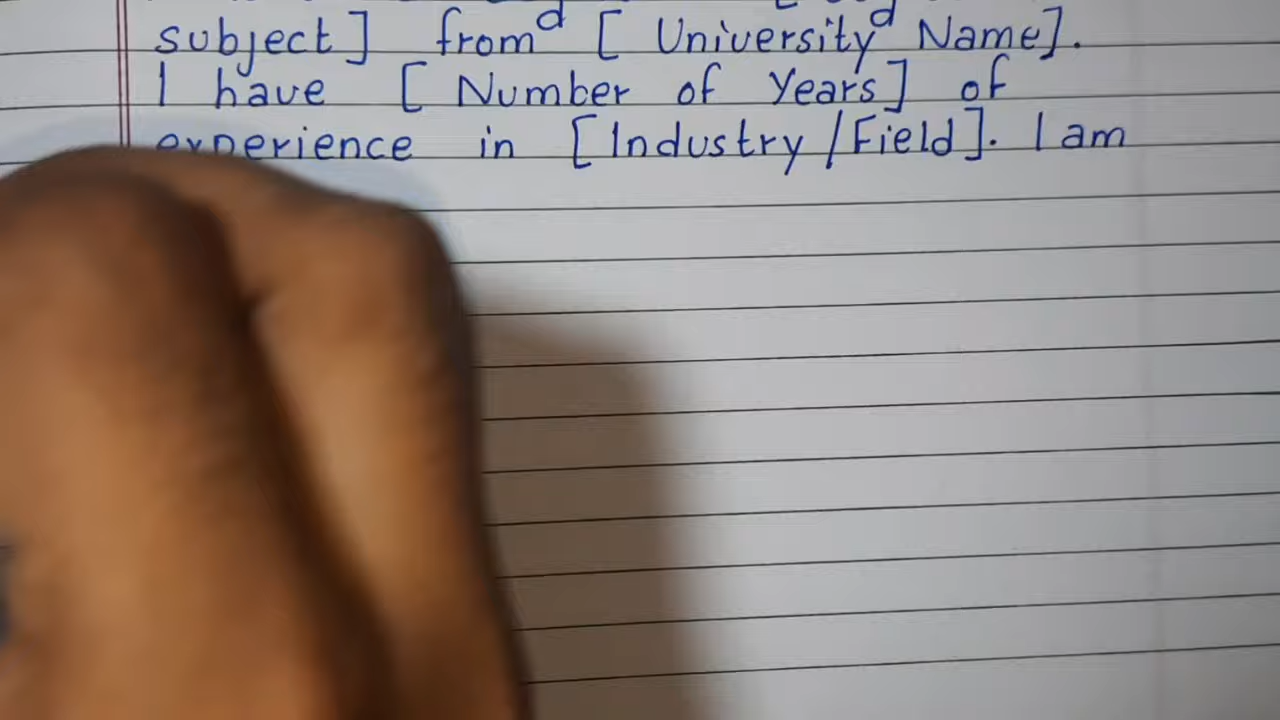 subject] from [ University Name].
I have [ Number of Years] of
experience in [Industry /Field]. I am